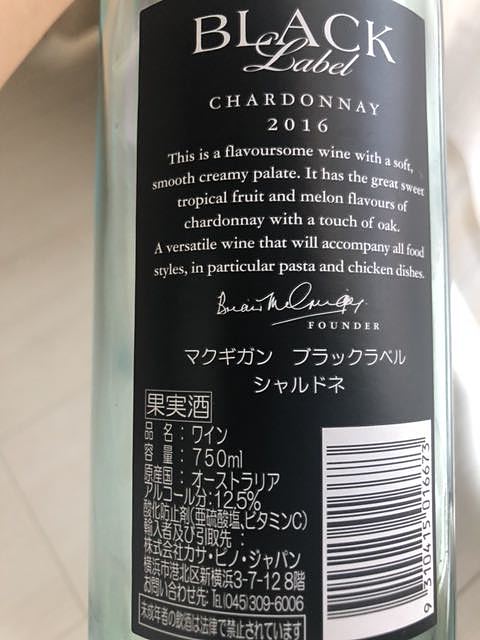 BLACK
Label
CHARDONNAY
2016
This is a flavoursome wine with a soft,
smooth creamy palate. It has the great sweet
tropical fruit and melon flavours of
chardonnay with a touch of oak.
A versatile wine that will accompany all food
styles, in particular pasta and chicken dishes.
Brian McGuigan
FOUNDER
マクギガン ブラックラベル
シャルドネ
果実酒
品名:ワイン
容量:750ml
原産国:オーストラリア
アルコール分:12.5%
酸化防止剤(亜硫酸塩、ビタミンC)
輸入者及び引取先:
株式会社カサ・ピノ・ジャパン
横浜市港北区新横浜3-7-12 8階
お問い合わせ先:TEL(045)309-6006
未成年者の飲酒は法律で禁止されています
9 310415 016673